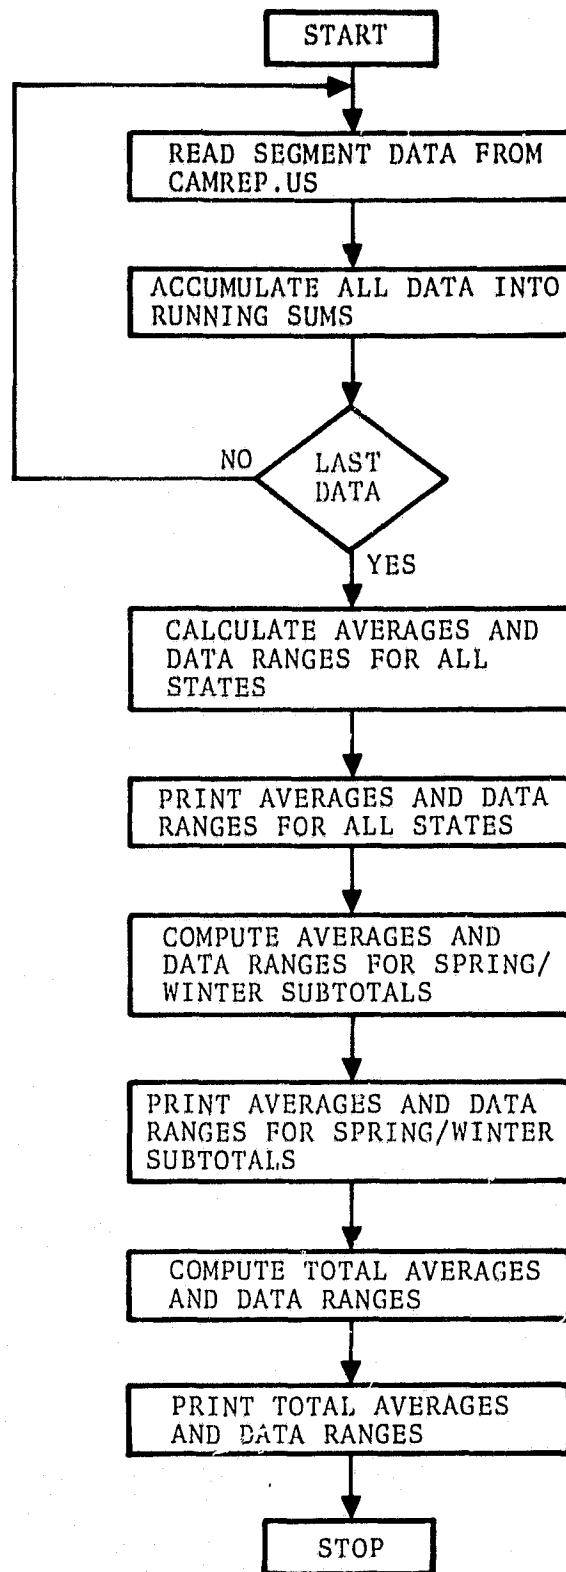 START
READ SEGMENT DATA FROM
CAMREP.US
ACCUMULATE ALL DATA INTO
RUNNING SUMS
NO
LAST
DATA
YES
CALCULATE AVERAGES AND
DATA RANGES FOR ALL
STATES
PRINT AVERAGES AND DATA
RANGES FOR ALL STATES
COMPUTE AVERAGES AND
DATA RANGES FOR SPRING/
WINTER SUBTOTALS
PRINT AVERAGES AND DATA
RANGES FOR SPRING/WINTER
SUBTOTALS
COMPUTE TOTAL AVERAGES
AND DATA RANGES
PRINT TOTAL AVERAGES
AND DATA RANGES
STOP